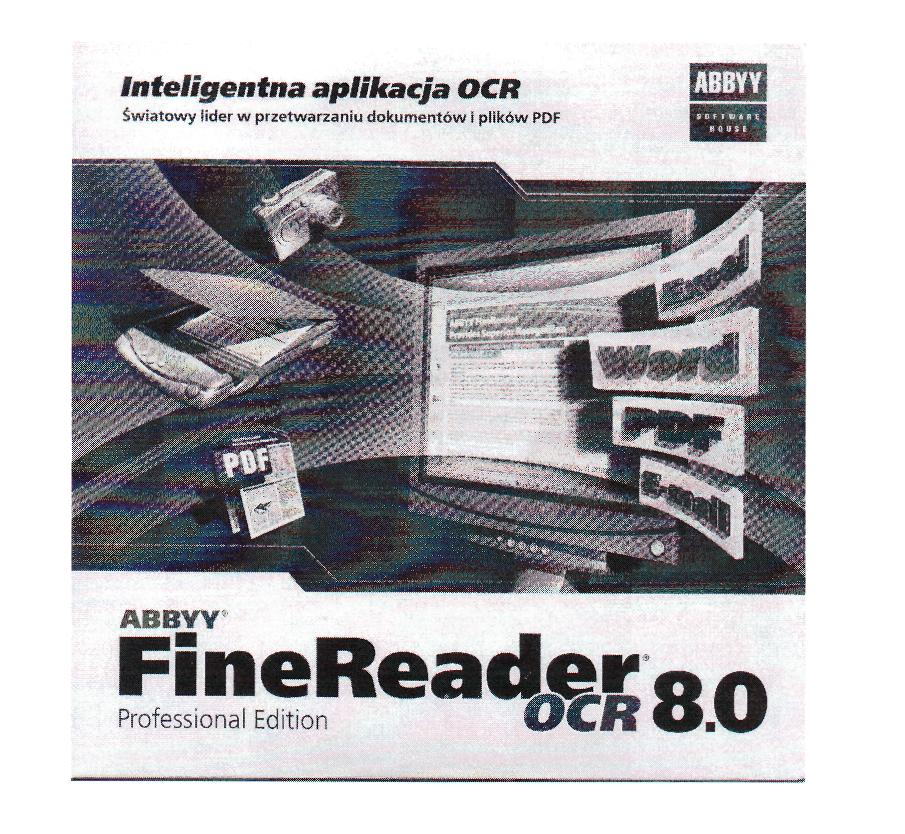 Inteligentna aplikacja OCR
Światowy lider w przetwarzaniu dokumentów i plików PDF
ABBYY
SOFTWARE
HOUSE
Excel
Word
PDF
E-mail
PDF
ABBYY®
FineReader®
OCR 8.0
Professional Edition